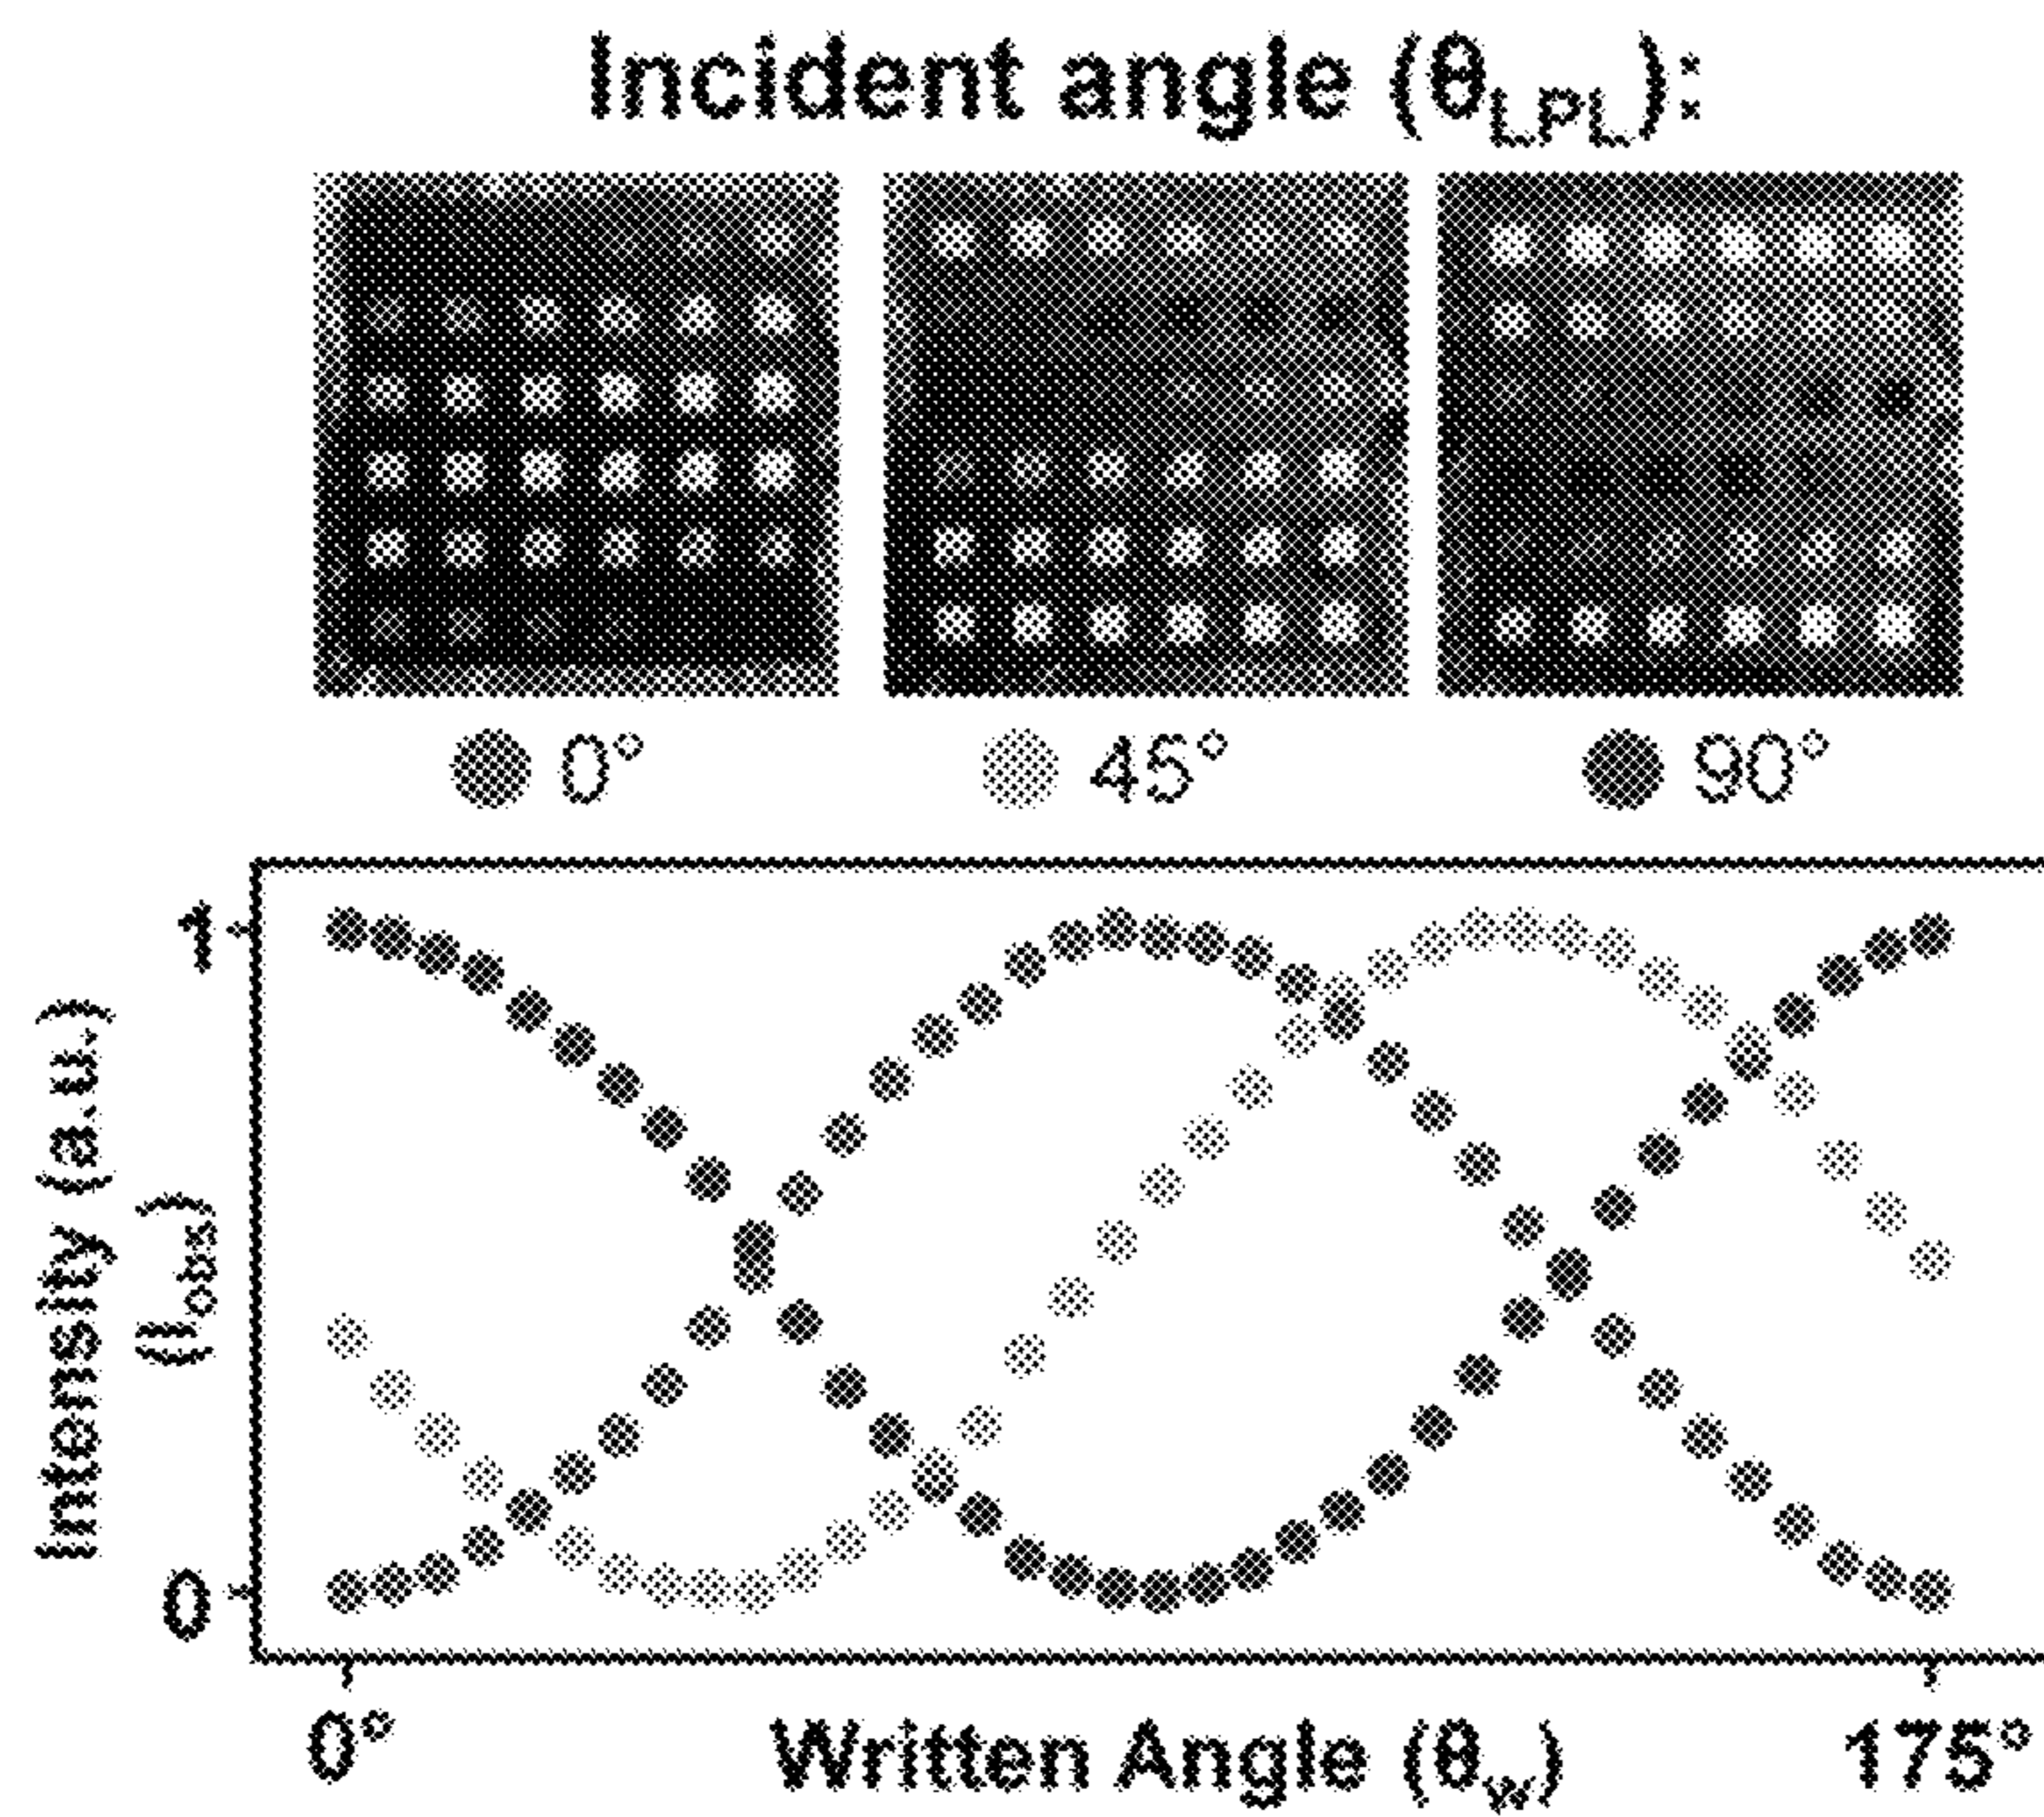 Incident angle (θLPL):
0° 45° 90°
Intensity (a.u.)
(Iobs)
1
0
0° 175°
Written Angle (θw)